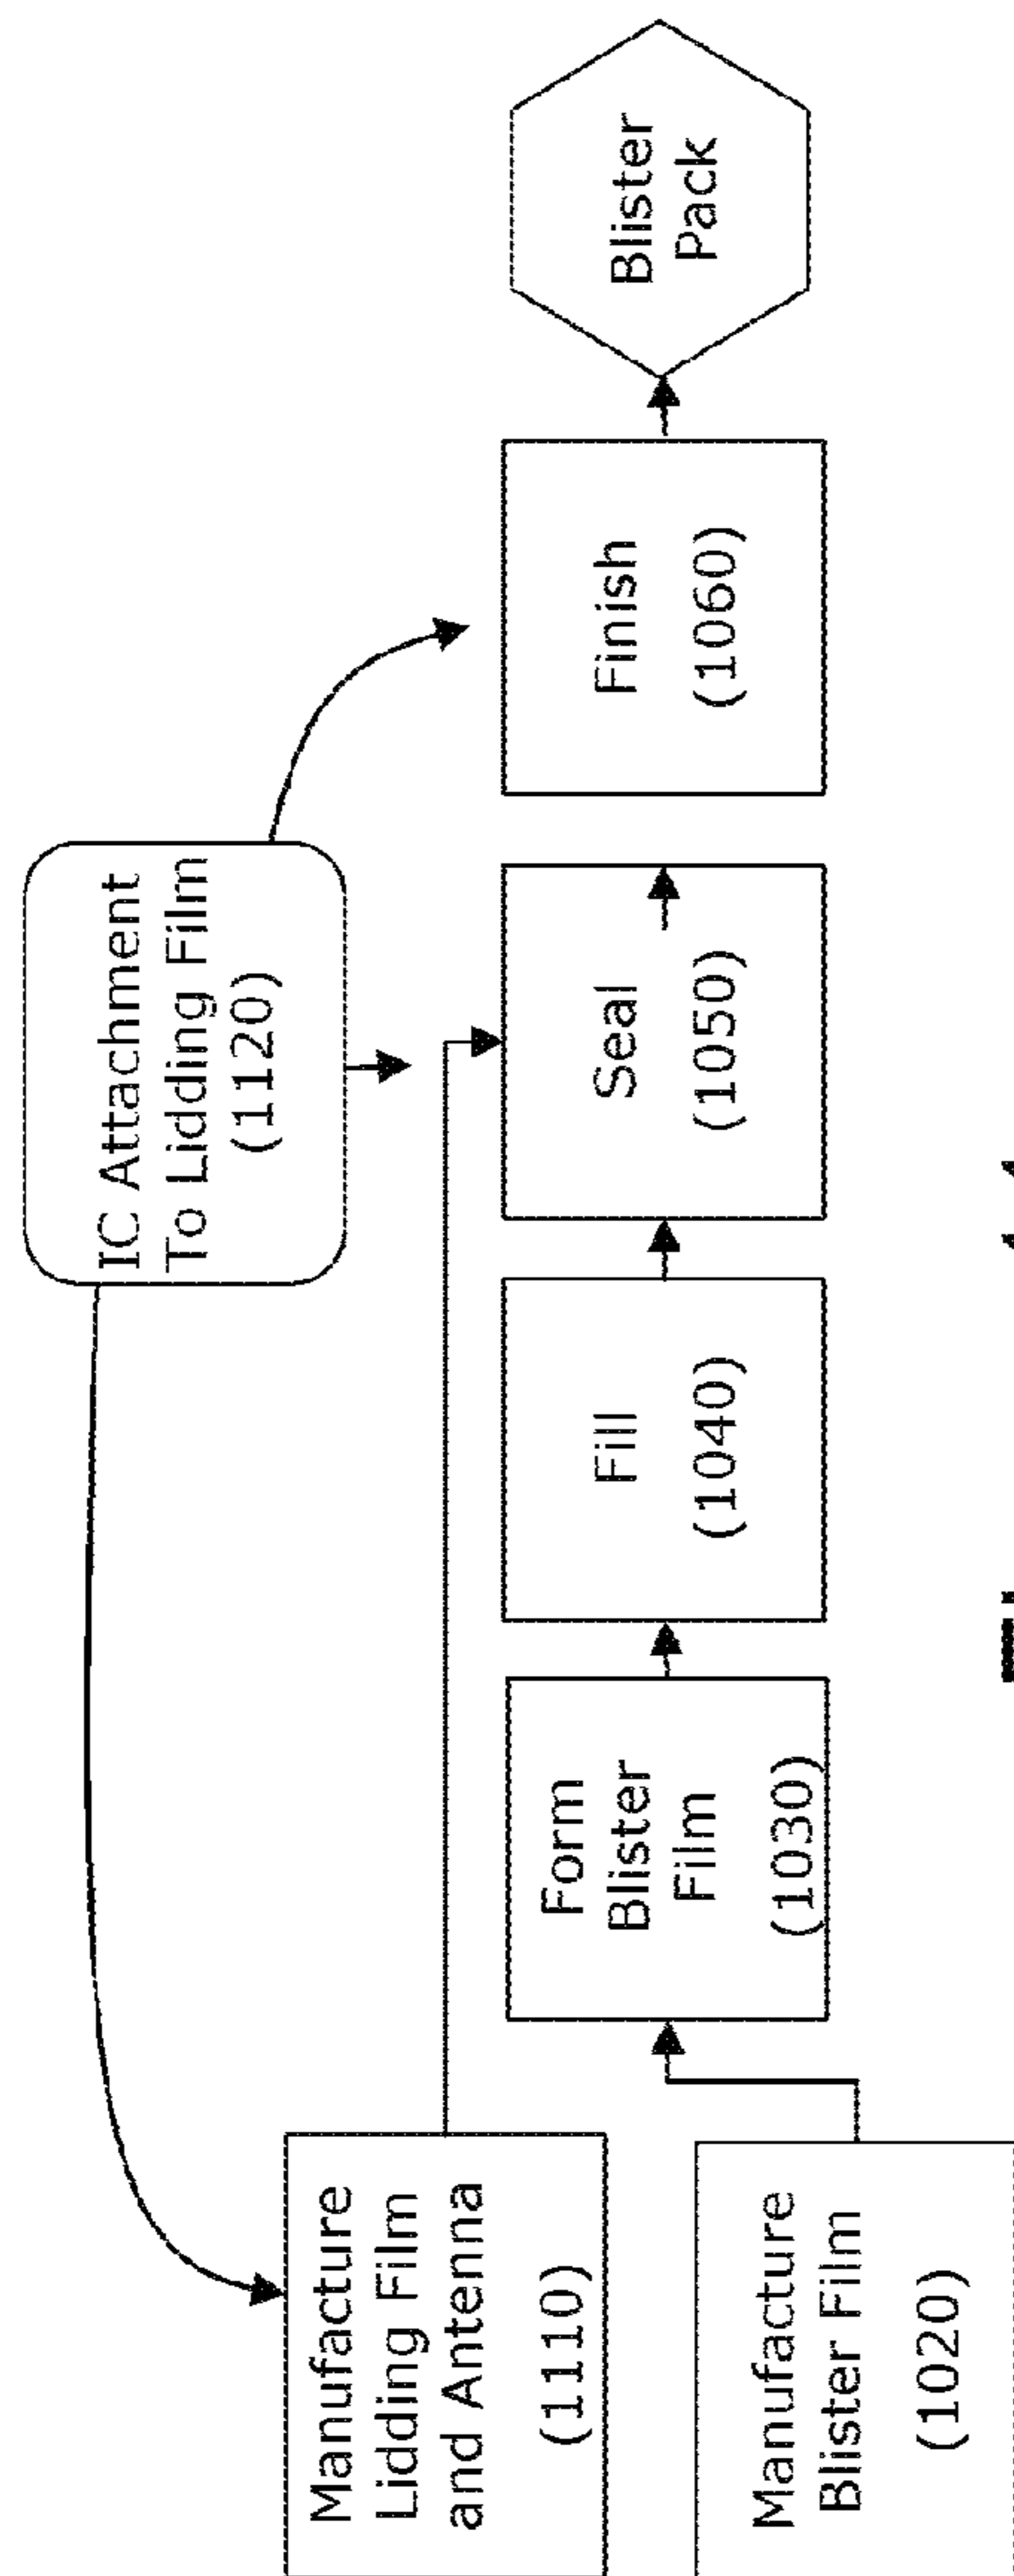 IC Attachment
To Lidding Film
(1120)
Manufacture
Lidding Film
and Antenna
(1110)
Manufacture
Blister Film
(1020)
Form
Blister
Film
(1030)
Fill
(1040)
Seal
(1050)
Finish
(1060)
Blister
Pack